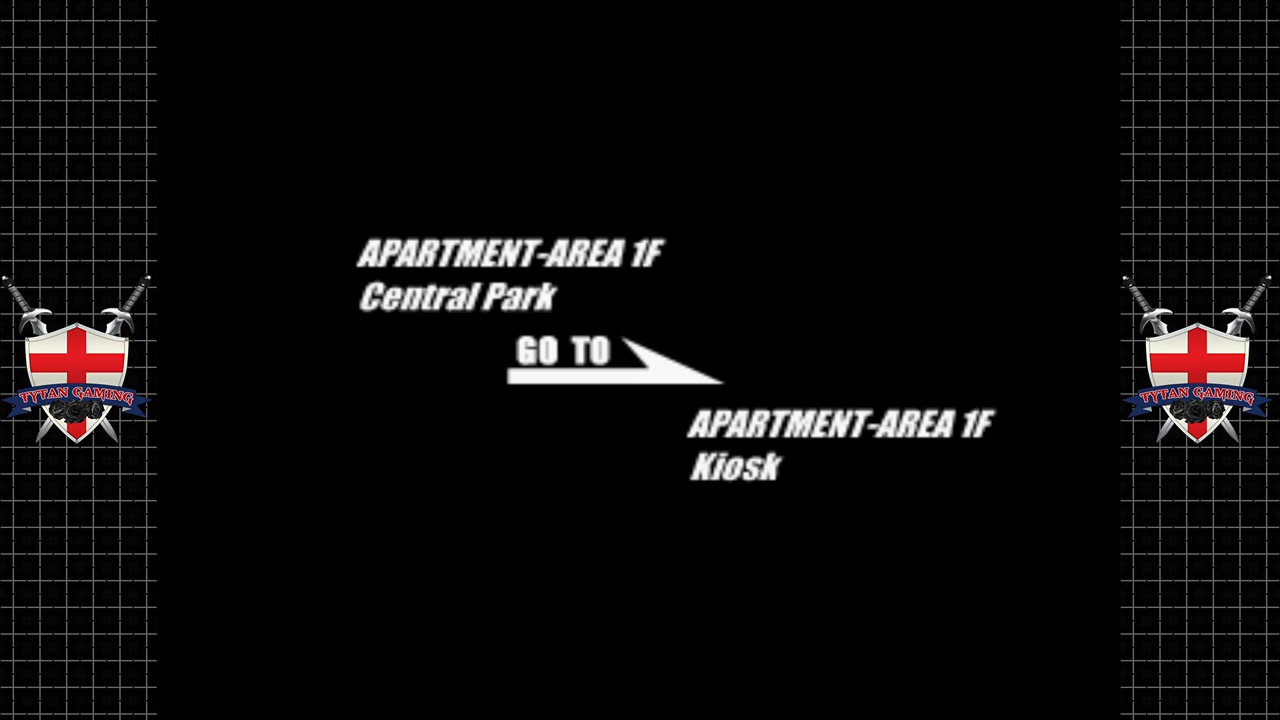 APARTMENT-AREA 1F
Central Park
GO TO
APARTMENT-AREA 1F
Kiosk
TYTAN GAMING
TYTAN GAMING